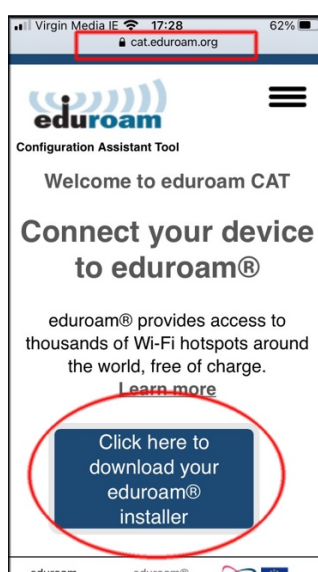 Virgin Media IE 17:28 62%
cat.eduroam.org
eduroam
Configuration Assistant Tool
Welcome to eduroam CAT
Connect your device
to eduroam®
eduroam® provides access to
thousands of Wi-Fi hotspots around
the world, free of charge.
Learn more
Click here to
download your
eduroam®
installer
eduroam eduroam®